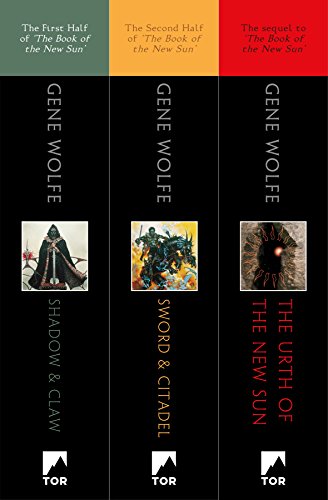 The First Half
of 'The Book of
the New Sun'
GENE WOLFE
SHADOW & CLAW
TOR
The Second Half
of 'The Book of
the New Sun'
GENE WOLFE
SWORD & CITADEL
TOR
The sequel to
'The Book of the
New Sun'
GENE WOLFE
THE URTH OF
THE NEW SUN
TOR